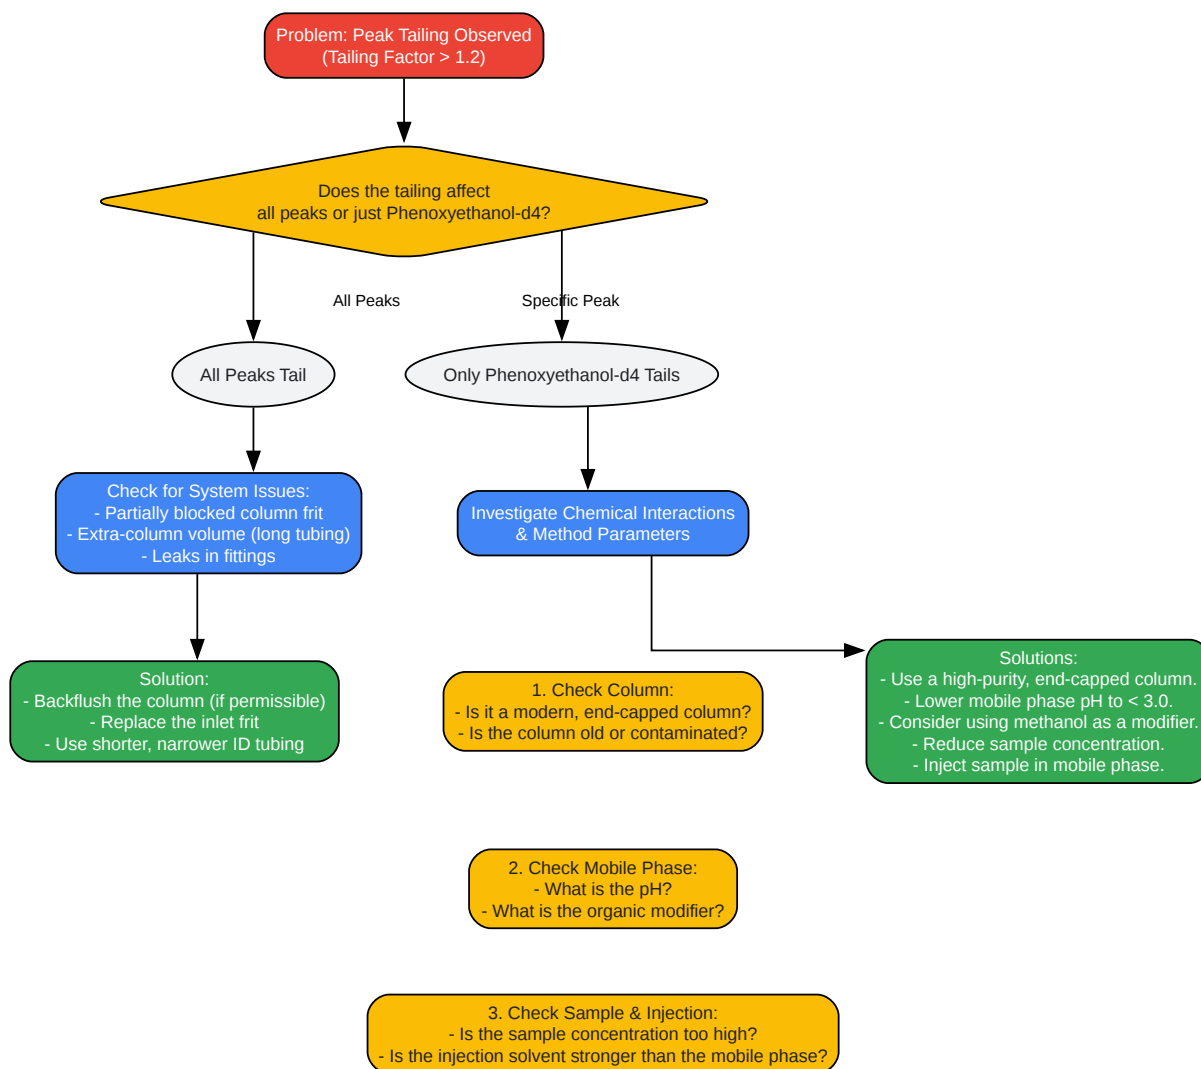 Problem: Peak Tailing Observed
(Tailing Factor > 1.2)
Does the tailing affect
all peaks or just Phenoxyethanol-d4?
All Peaks
Specific Peak
All Peaks Tail
Only Phenoxyethanol-d4 Tails
Check for System Issues:
- Partially blocked column frit
- Extra-column volume (long tubing)
- Leaks in fittings
Investigate Chemical Interactions
& Method Parameters
Solution:
- Backflush the column (if permissible)
- Replace the inlet frit
- Use shorter, narrower ID tubing
1. Check Column:
- Is it a modern, end-capped column?
- Is the column old or contaminated?
Solutions:
- Use a high-purity, end-capped column.
- Lower mobile phase pH to < 3.0.
- Consider using methanol as a modifier.
- Reduce sample concentration.
- Inject sample in mobile phase.
2. Check Mobile Phase:
- What is the pH?
- What is the organic modifier?
3. Check Sample & Injection:
- Is the sample concentration too high?
- Is the injection solvent stronger than the mobile phase?